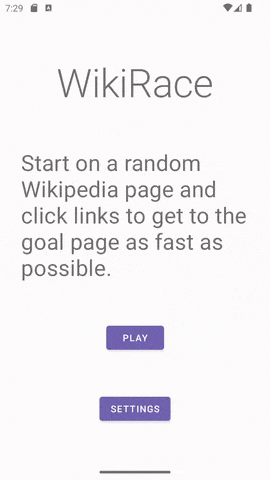 7:29
WikiRace
Start on a random
Wikipedia page and
click links to get to the
goal page as fast as
possible.
PLAY
SETTINGS